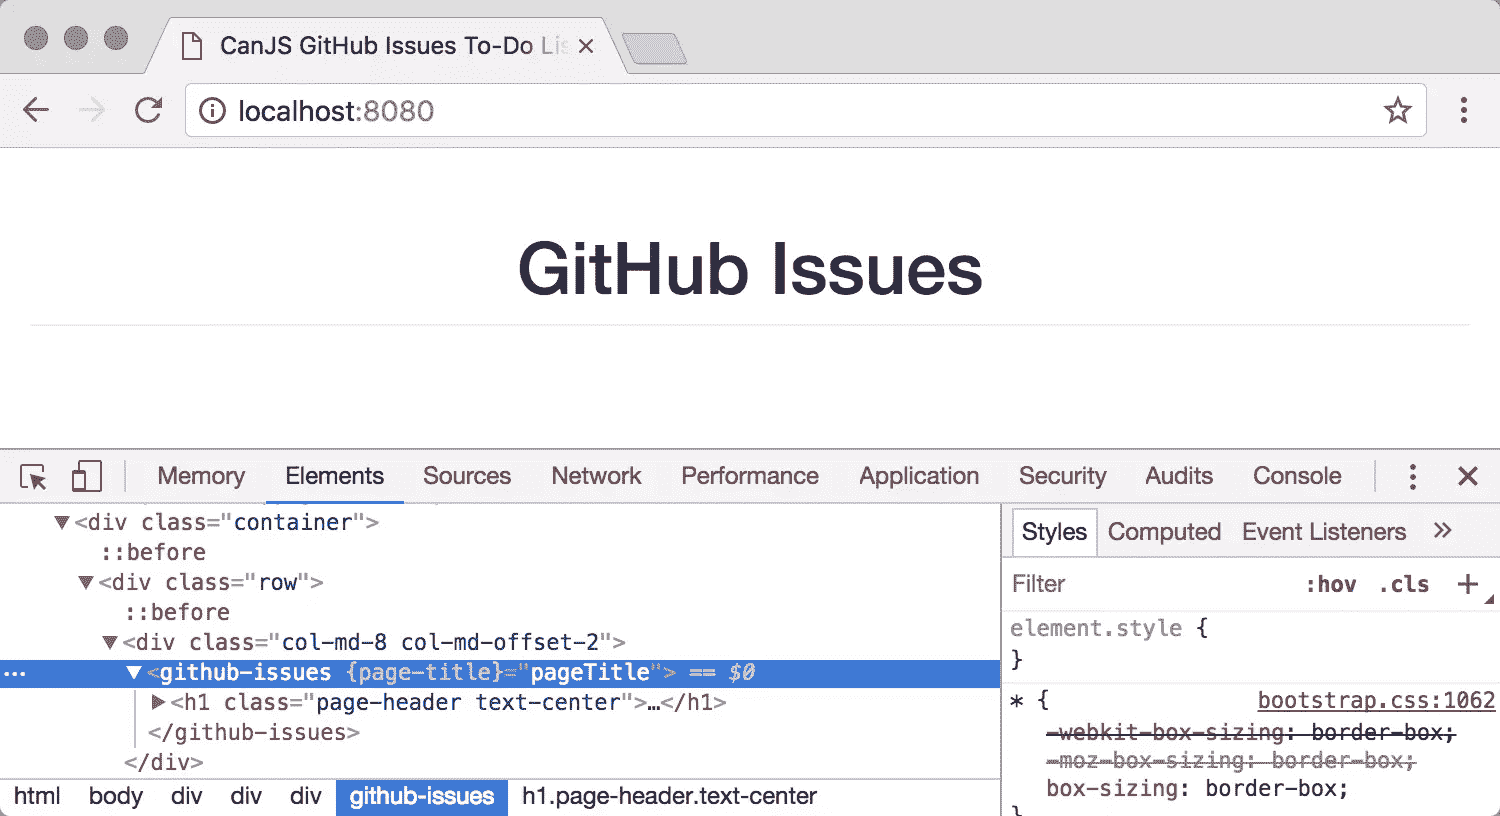 CanJS GitHub Issues To-Do Lis
localhost:8080
GitHub Issues
Memory Elements Sources Network Performance Application Security Audits Console
<div class="container">
::before
<div class="row">
::before
<div class="col-md-8 col-md-offset-2">
<github-issues {page-title}="pageTitle"> == $0
<h1 class="page-header text-center">…</h1>
</github-issues>
</div>
html body div div div github-issues h1.page-header.text-center
Styles Computed Event Listeners »
Filter :hov .cls +
element.style {
}
* { bootstrap.css:1062
-webkit-box-sizing: border-box;
-moz-box-sizing: border-box;
box-sizing: border-box;
}